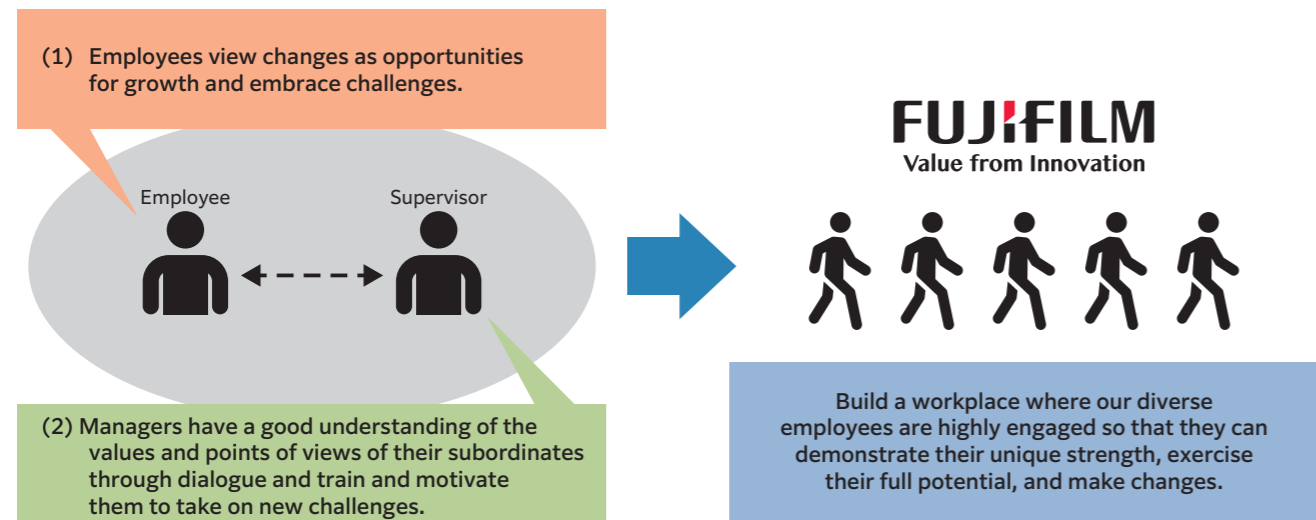 (1) Employees view changes as opportunities
for growth and embrace challenges.
Employee
Supervisor
(2) Managers have a good understanding of the
values and points of views of their subordinates
through dialogue and train and motivate
them to take on new challenges.
FUJIFILM
Value from Innovation
Build a workplace where our diverse
employees are highly engaged so that they can
demonstrate their unique strength, exercise
their full potential, and make changes.